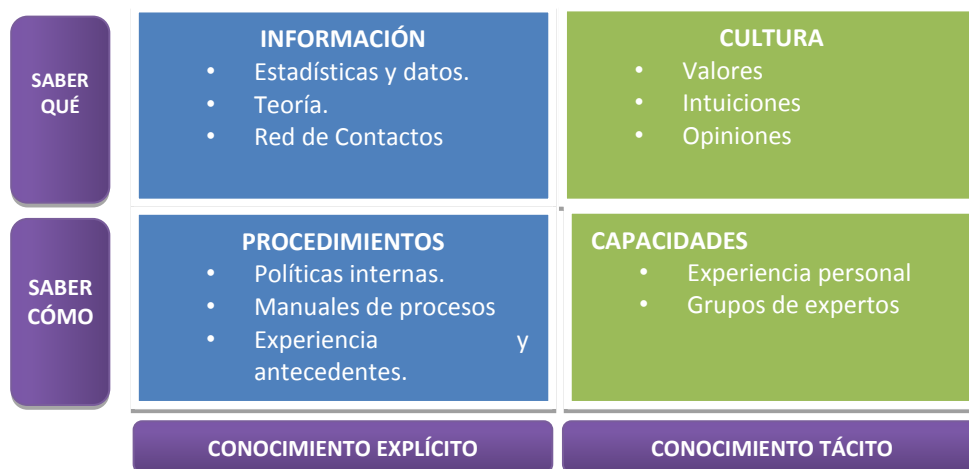 SABER
QUÉ
INFORMACIÓN
• Estadísticas y datos.
• Teoría.
• Red de Contactos
CULTURA
• Valores
• Intuiciones
• Opiniones
SABER
CÓMO
PROCEDIMIENTOS
• Políticas internas.
• Manuales de procesos
• Experiencia y
antecedentes.
CAPACIDADES
• Experiencia personal
• Grupos de expertos
CONOCIMIENTO EXPLÍCITO
CONOCIMIENTO TÁCITO